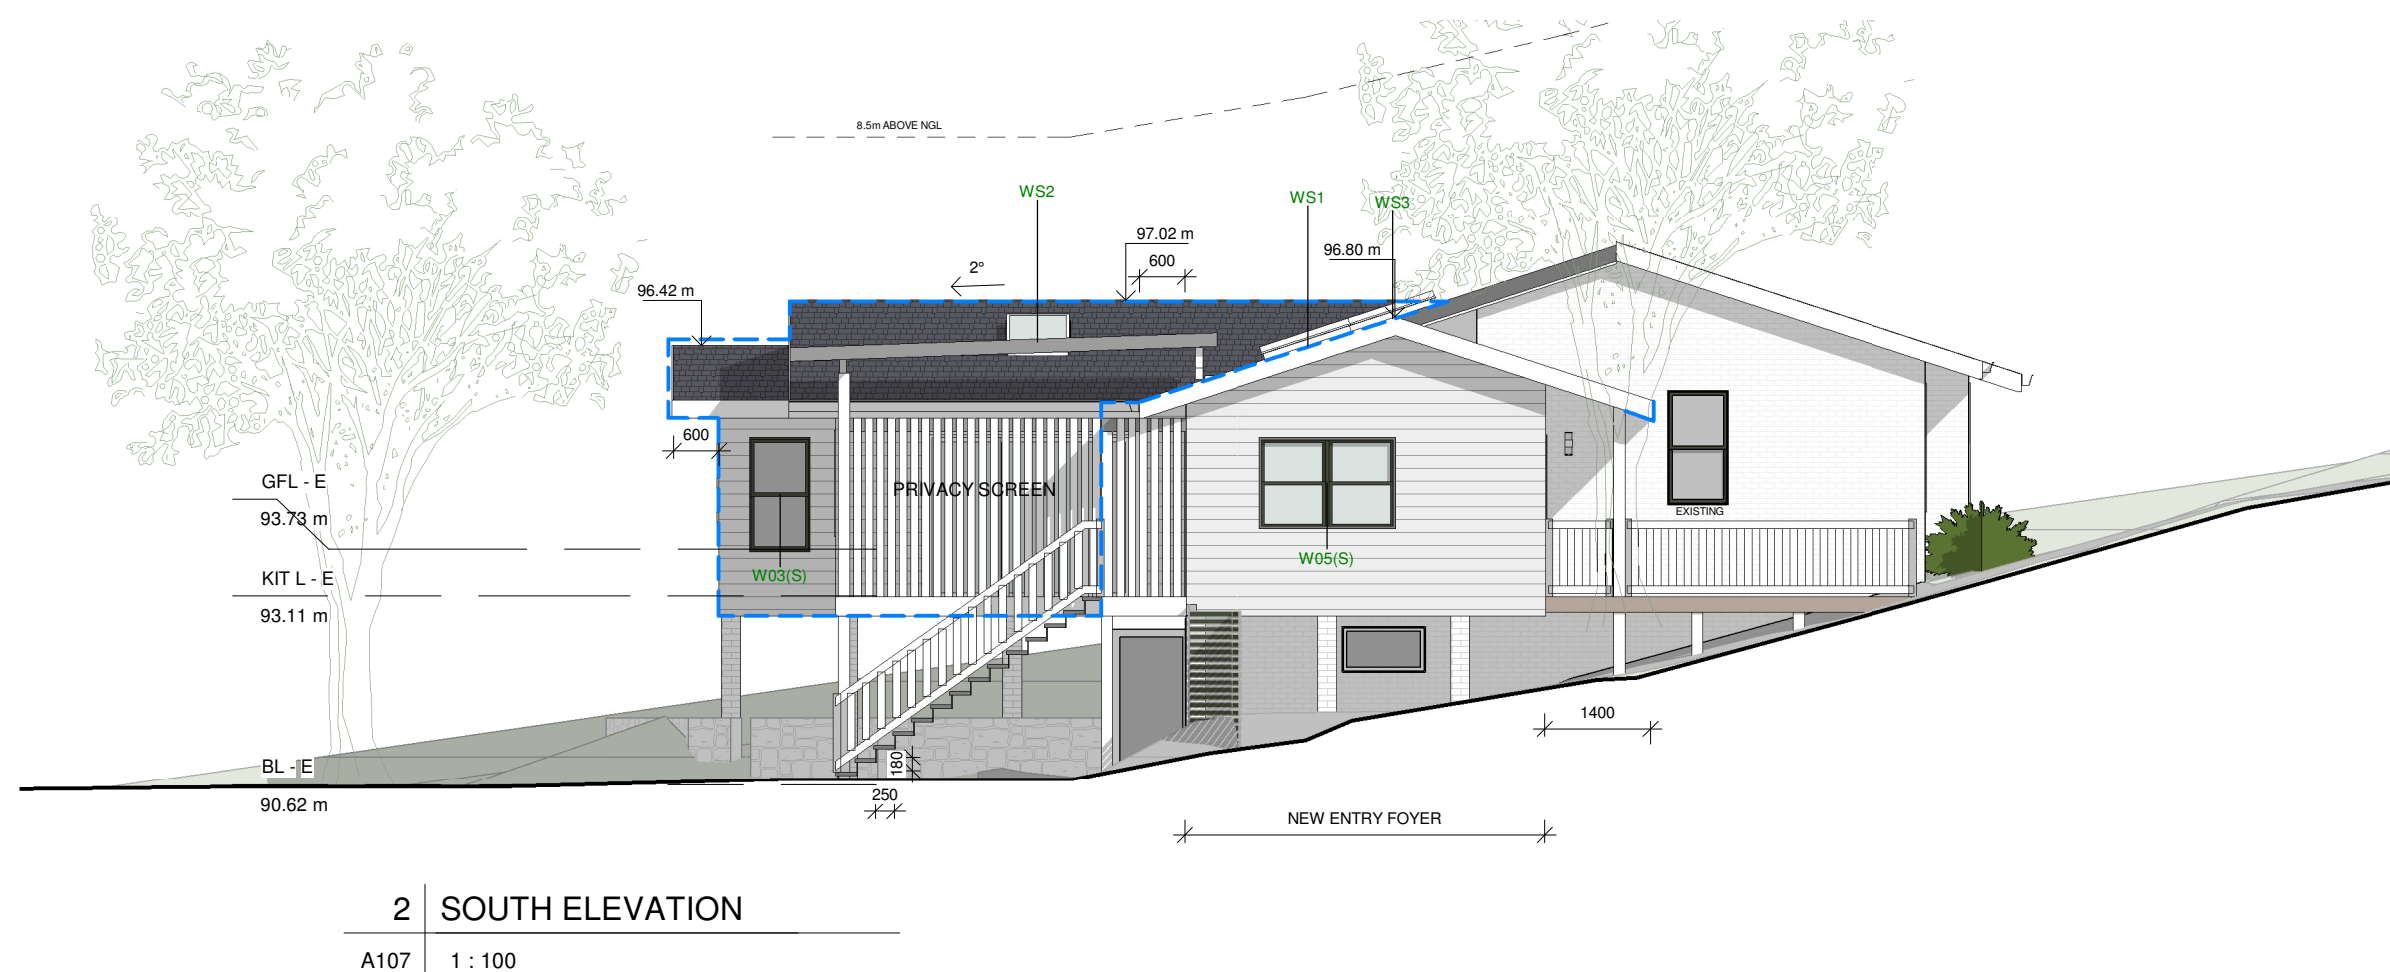 8.5m ABOVE NGL
WS2
WS1
WS3
97.02 m
96.80 m
600
2°
96.42 m
600
GFL - E
93.73 m
PRIVACY SCREEN
EXISTING
KIT L - E
93.11 m
W03(S)
W05(S)
1400
BL - E
90.62 m
180
250
NEW ENTRY FOYER
2 SOUTH ELEVATION
A107 1 : 100